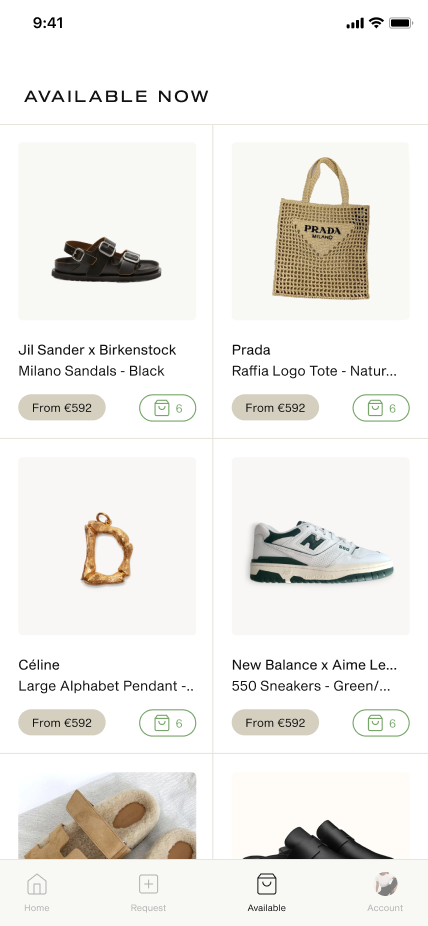 9:41
AVAILABLE NOW
PRADA
MILANO
Jil Sander x Birkenstock
Milano Sandals - Black
From €592
6
Prada
Raffia Logo Tote - Natur...
From €592
6
N
550
Céline
Large Alphabet Pendant -..
From €592
6
New Balance x Aime Le...
550 Sneakers - Green/...
From €592
6
Home
Request
Available
Account